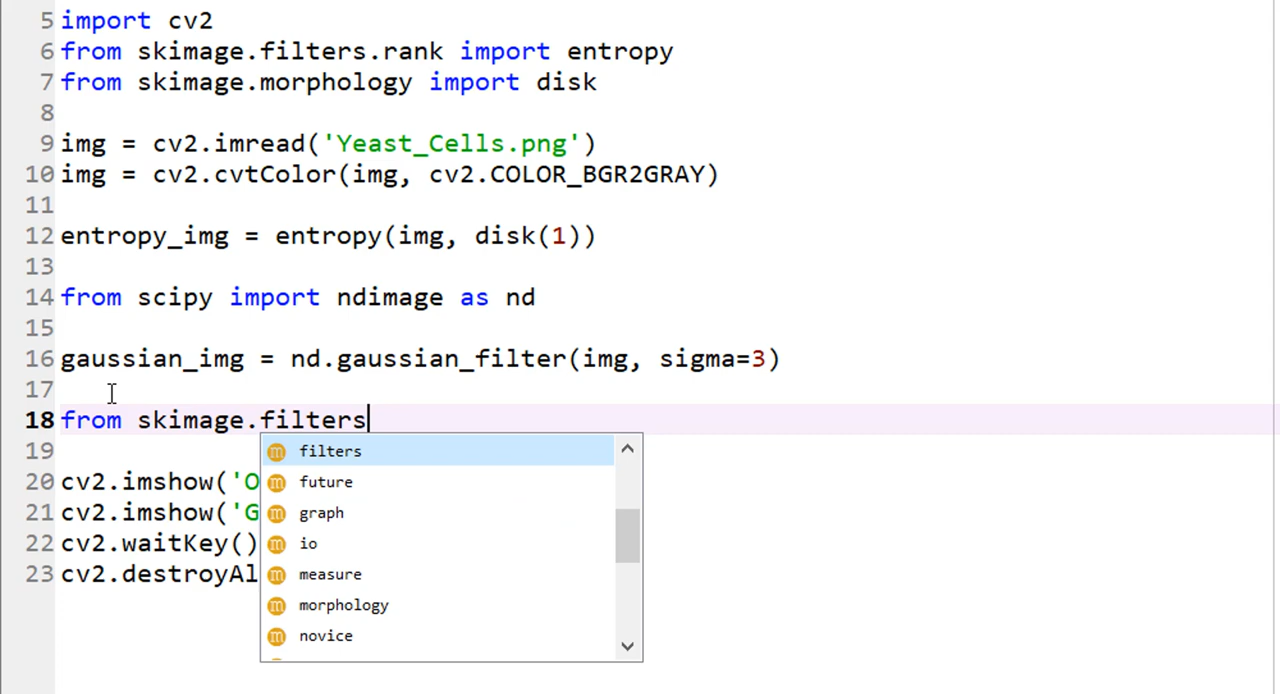 5 import cv2
6 from skimage.filters.rank import entropy
7 from skimage.morphology import disk
8
9 img = cv2.imread('Yeast_Cells.png')
10 img = cv2.cvtColor(img, cv2.COLOR_BGR2GRAY)
11
12 entropy_img = entropy(img, disk(1))
13
14 from scipy import ndimage as nd
15
16 gaussian_img = nd.gaussian_filter(img, sigma=3)
17
18 from skimage.filters
19
m filters
20 cv2.imshow('O
m future
21 cv2.imshow('G
m graph
22 cv2.waitKey()
m io
23 cv2.destroyAl
m measure
m morphology
m novice